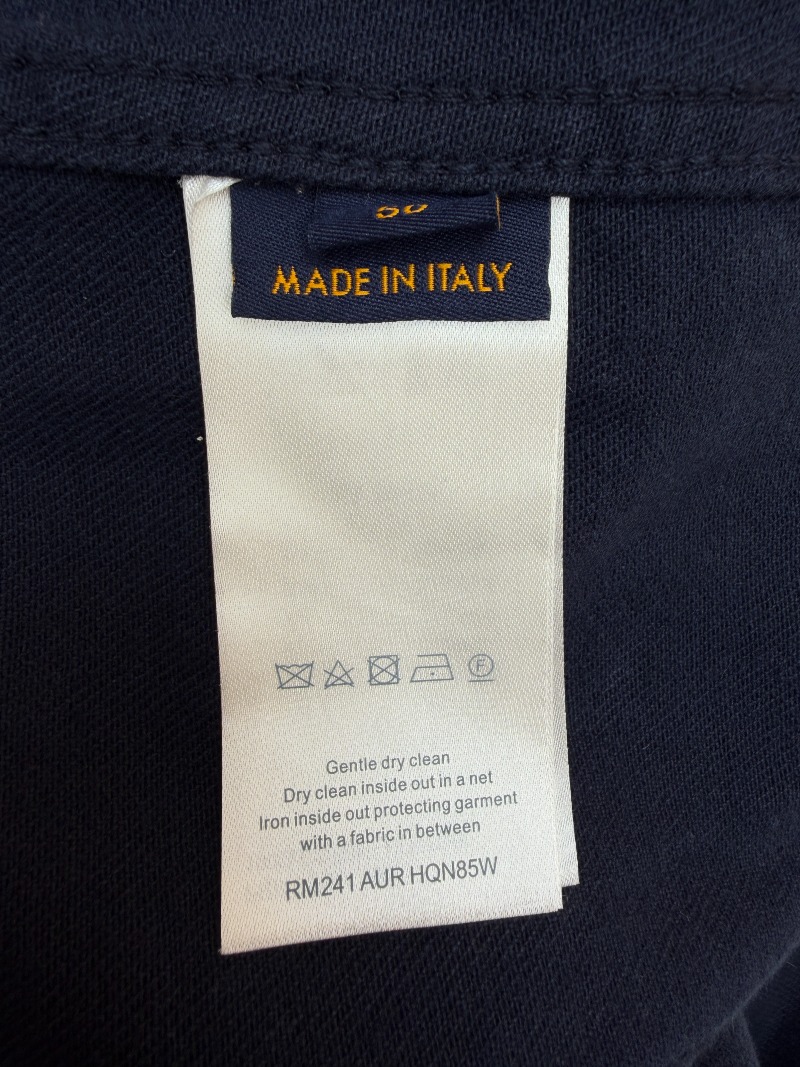 MADE IN ITALY
F
Gentle dry clean
Dry clean inside out in a net
Iron inside out protecting garment
with a fabric in between
RM241 AUR HQN85W